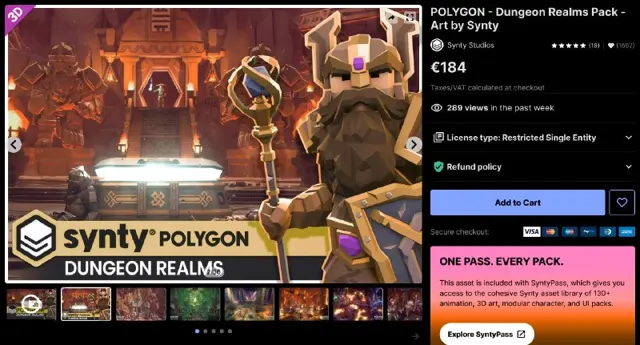 3D
POLYGON - Dungeon Realms Pack -
Art by Synty
Synty Studios
€184
Taxes/VAT calculated at checkout
289 views in the past week
License type: Restricted Single Entity
Refund policy
Add to Cart
Secure checkout:
VISA
synty® POLYGON
DUNGEON REALMS
ONE PASS. EVERY PACK.
This asset is included with SyntyPass, which gives you
access to the cohesive Synty asset library of 130+
animation, 3D art, modular character, and UI packs.
Explore SyntyPass